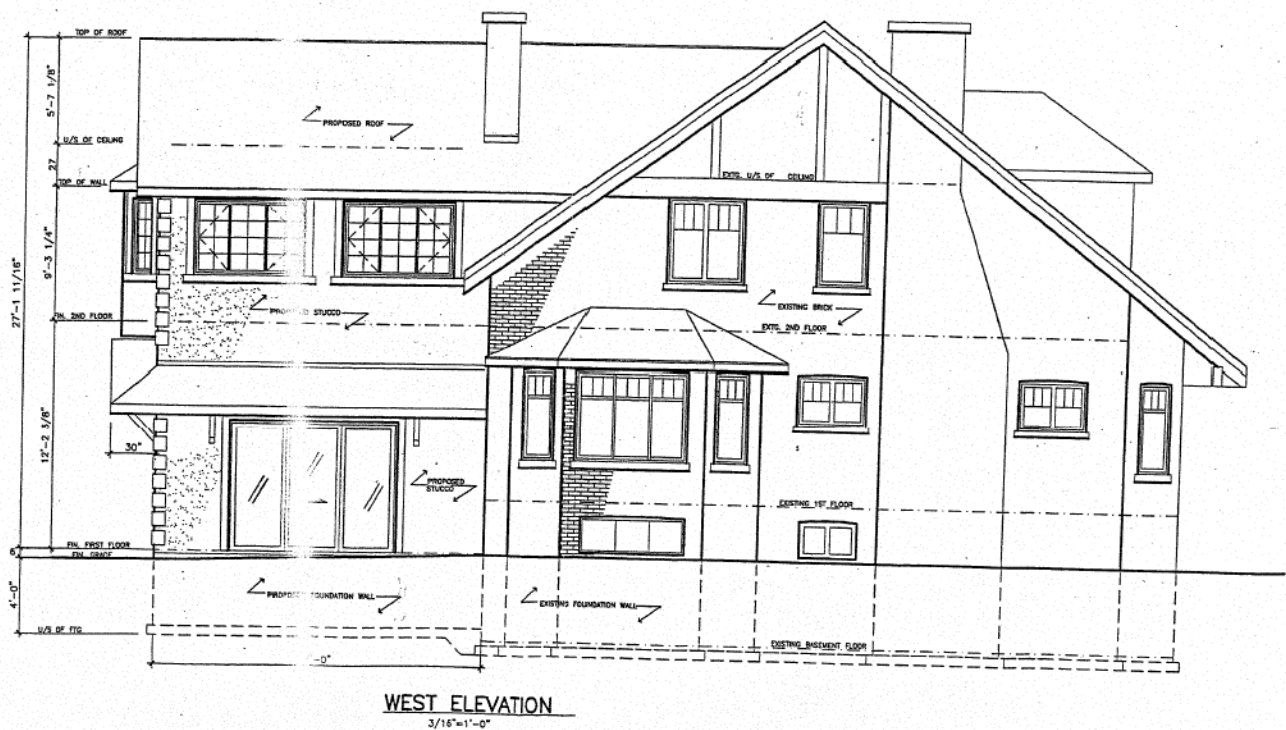 TOP OF ROOF
5'-7 1/8"
PROPOSED ROOF
U/S OF CEILING
27
TOP OF WALL
EXTG. U/S OF CEILING
9'-3 1/4"
27'-1 11/16"
EXISTING BRICK
STUCCO
FIN. 2ND FLOOR
EXTG. 2ND FLOOR
12'-2 3/8"
30"
PROPOSED
STUCCO
EXISTING 1ST FLOOR
FIN. FIRST FLOOR
6"
FIN. GRADE
4'-0"
FOUNDATION WALL
EXISTING FOUNDATION WALL
U/S OF FTG
EXISTING BASEMENT FLOOR
-0"
WEST ELEVATION
3/16"=1'-0"